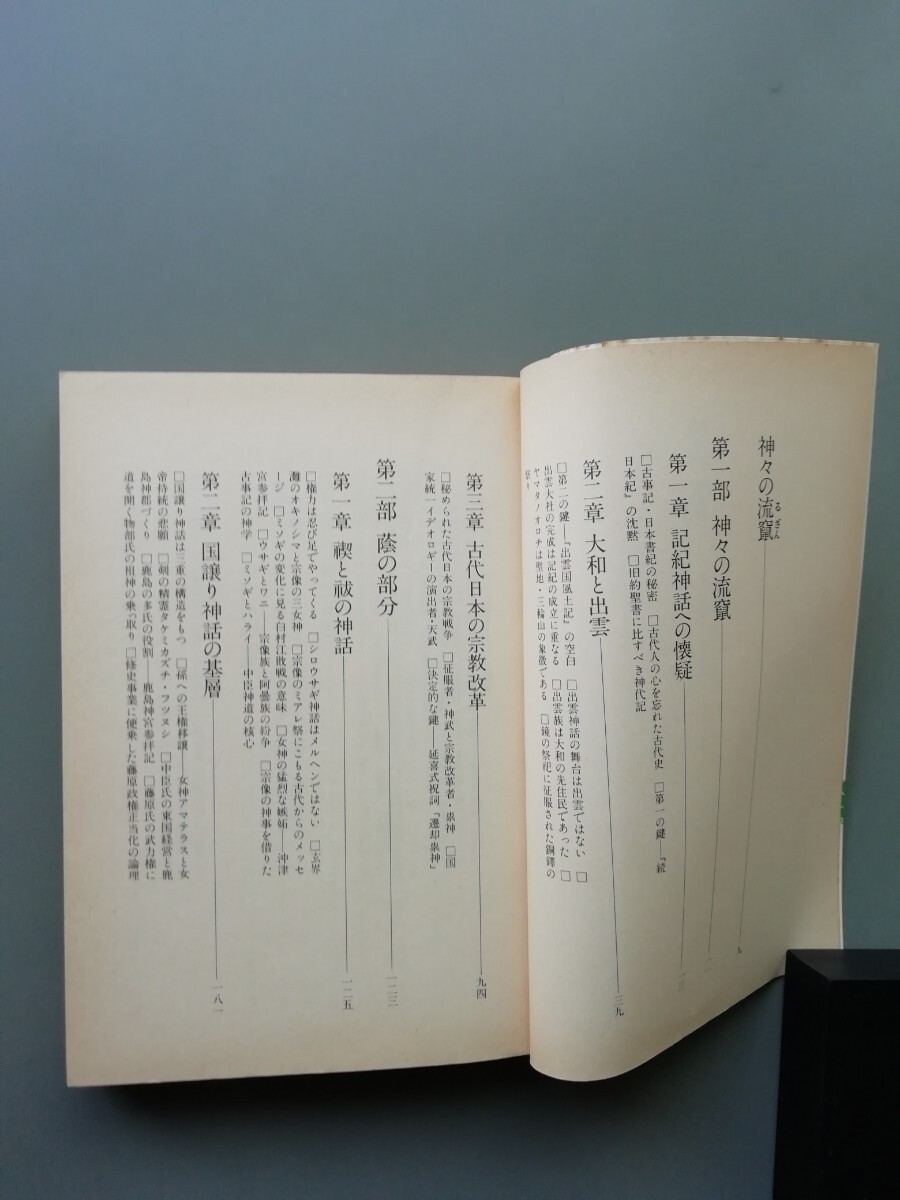 神々の流竄 るざん 九
第一部 神々の流竄
第一章 記紀神話への懐疑
□古事記・日本書紀の秘密 □古代人の心を忘れた古代史 □第一の鍵―『続
日本紀』の沈黙 □旧約聖書に比すべき神代記
第二章 大和と出雲 三九
□第二の鍵―『出雲国風土記』の空白 □出雲神話の舞台は出雲ではない □
出雲大社の完成は記紀の成立に重なる □出雲族は大和の先住民であった □
ヤマタノオロチは聖地・三輪山の象徴である □鏡の祭祀に征服された銅鐸の
祭り
第三章 古代日本の宗教改革 九四
□秘められた古代日本の宗教戦争 □征服者・神武と宗教改革者・祟神 □国
家統一イデオロギーの演出者・天武 □決定的な鍵―延喜式祝詞「遷却祟神」
第二部 蔭の部分 一二三
第一章 禊と祓の神話 一二五
□権力は忍び足でやってくる □シロウサギ神話はメルヘンではない □玄界
灘のオキノシマと宗像の三女神 □宗像のミアレ祭にこもる古代からのメッセ
ージ □ミソギの変化に見る白村江敗戦の意味 □女神の猛烈な嫉妬―沖津
宮参拝記 □ウサギとワニ―宗像族と阿曇族の紛争 □宗像の神事を借りた
古事記の神学 □ミソギとハライ―中臣神道の核心
第二章 国譲り神話の基層 一八一
□国譲り神話は三重の構造をもつ □孫への王権移譲 女神アマテラスと女
帝持統の悲願 □剣の精霊タケミカズチ・フツヌシ □中臣氏の東国経営と鹿
島神郡づくり □鹿島の多氏の役割 鹿島神宮参拝記 □藤原氏の武力権に
道を開く物部氏の祖神の乗っ取り □修史事業に便乗した藤原政権正当化の論理